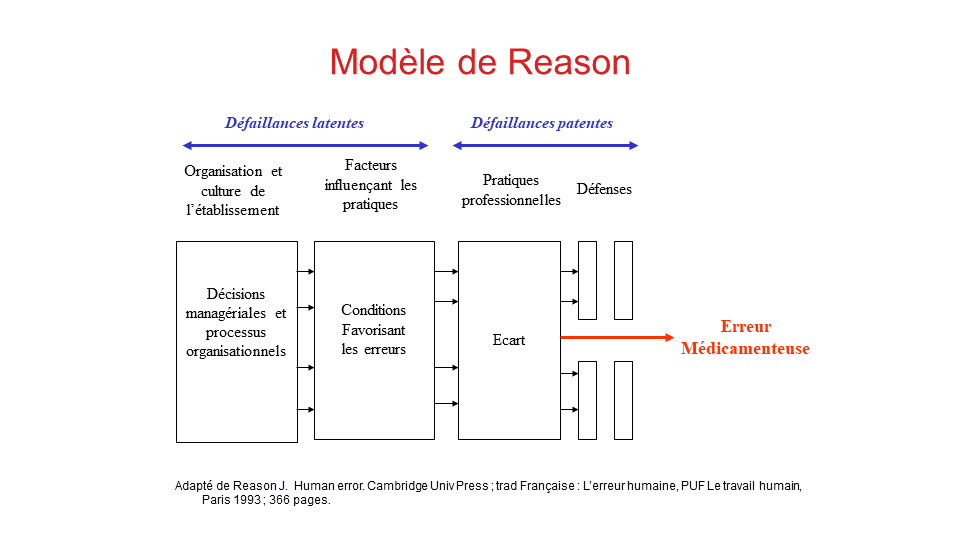 Modèle de Reason
Défaillances latentes
Défaillances patentes
Organisation et
culture de
l’établissement
Facteurs
influençant les
pratiques
Pratiques
professionnelles
Défenses
Décisions
managériales et
processus
organisationnels
Conditions
Favorisant
les erreurs
Ecart
Erreur
Médicamenteuse
Adapté de Reason J. Human error. Cambridge Univ Press ; trad Française : L’erreur humaine, PUF Le travail humain,
Paris 1993 ; 366 pages.